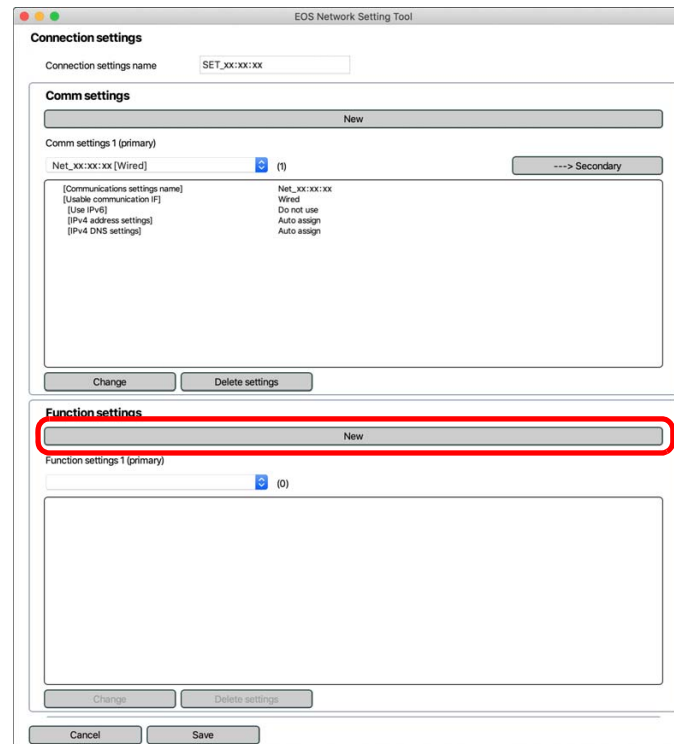 EOS Network Setting Tool
Connection settings
Connection settings name SET_xx:xx:xx
Comm settings
New
Comm settings 1 (primary)
Net_xx:xx:xx [Wired] (1) ---> Secondary
[Communications settings name] Net_xx:xx:xx
[Usable communication IF] Wired
[Use IPv6] Do not use
[IPv4 address settings] Auto assign
[IPv4 DNS settings] Auto assign
Change Delete settings
Function settings
New
Function settings 1 (primary)
(0)
Change Delete settings
Cancel Save